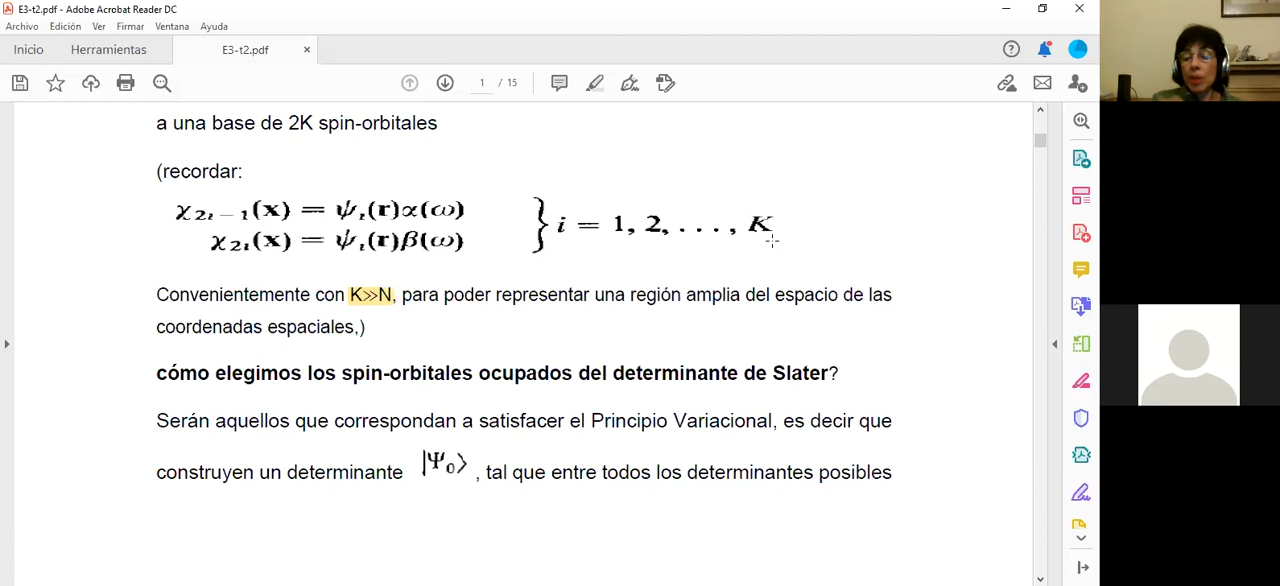 E3-t2.pdf - Adobe Acrobat Reader DC
Archivo Edición Ver Firmar Ventana Ayuda
Inicio Herramientas E3-t2.pdf ×
1 / 15
a una base de 2K spin-orbitales
(recordar:
χ₂ᵢ₋₁(x) = ψᵢ(r)α(ω)
χ₂ᵢ(x) = ψᵢ(r)β(ω)
} i = 1, 2, . . . , K
Convenientemente con K>>N, para poder representar una región amplia del espacio de las
coordenadas espaciales,)
cómo elegimos los spin-orbitales ocupados del determinante de Slater?
Serán aquellos que correspondan a satisfacer el Principio Variacional, es decir que
construyen un determinante |Ψ₀⟩ , tal que entre todos los determinantes posibles